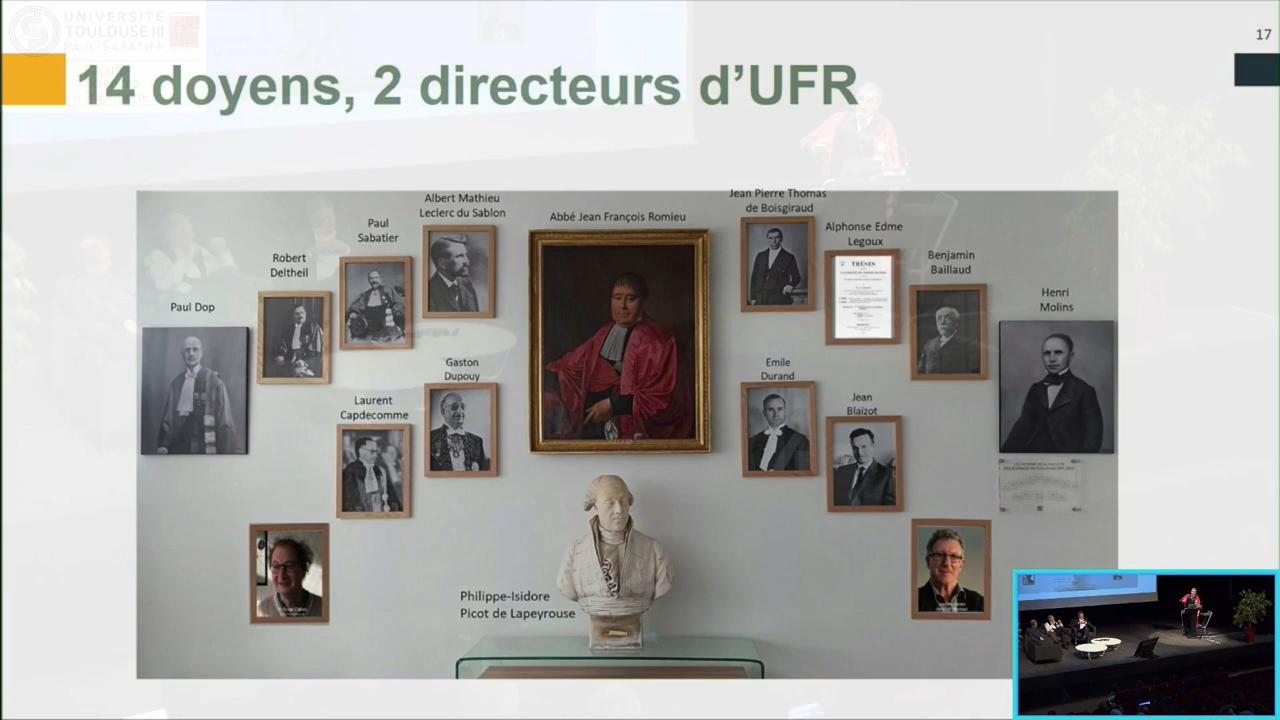 UNIVERSITE
TOULOUSE III
PAUL SABATIER
17
14 doyens, 2 directeurs d’UFR
Albert Mathieu
Leclerc du Sablon
Abbé Jean François Romieu
Jean Pierre Thomas
de Boisgiraud
Paul
Sabatier
Alphonse Edme
Legoux
Robert
Deltheil
Benjamin
Baillaud
Paul Dop
Henri
Molins
THÈSES
Gaston
Dupouy
Emile
Durand
Laurent
Capdecomme
Jean
Blaizot
Philippe-Isidore
Picot de Lapeyrouse